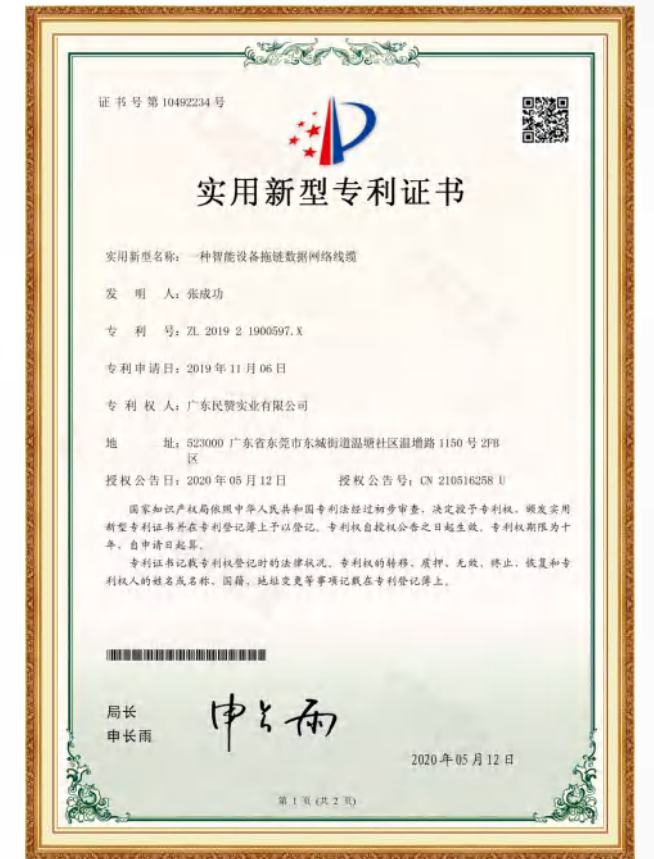 证书号第10492234号
实用新型专利证书
实用新型名称：一种智能设备拖链数据网络线缆
发 明 人：张成功
专 利 号：ZL 2019 2 1900597.X
专利申请日：2019年11月06日
专 利 权 人：广东民赞实业有限公司
地 址：523000 广东省东莞市东城街道温塘社区温增路1150号2F8
区
授权公告日：2020年05月12日 授权公告号：CN 210516258 U
国家知识产权局依照中华人民共和国专利法经过初步审查，决定授予专利权，颁发实用
新型专利证书并在专利登记簿上予以登记。专利权自授权公告之日起生效。专利权期限为十
年，自申请日起算。
专利证书记载专利权登记时的法律状况。专利权的转移、质押、无效、终止、恢复和专
利权人的姓名或名称、国籍、地址变更等事项记载在专利登记簿上。
局长
申长雨
申长雨
2020年05月12日
第 1 页 (共 2 页)